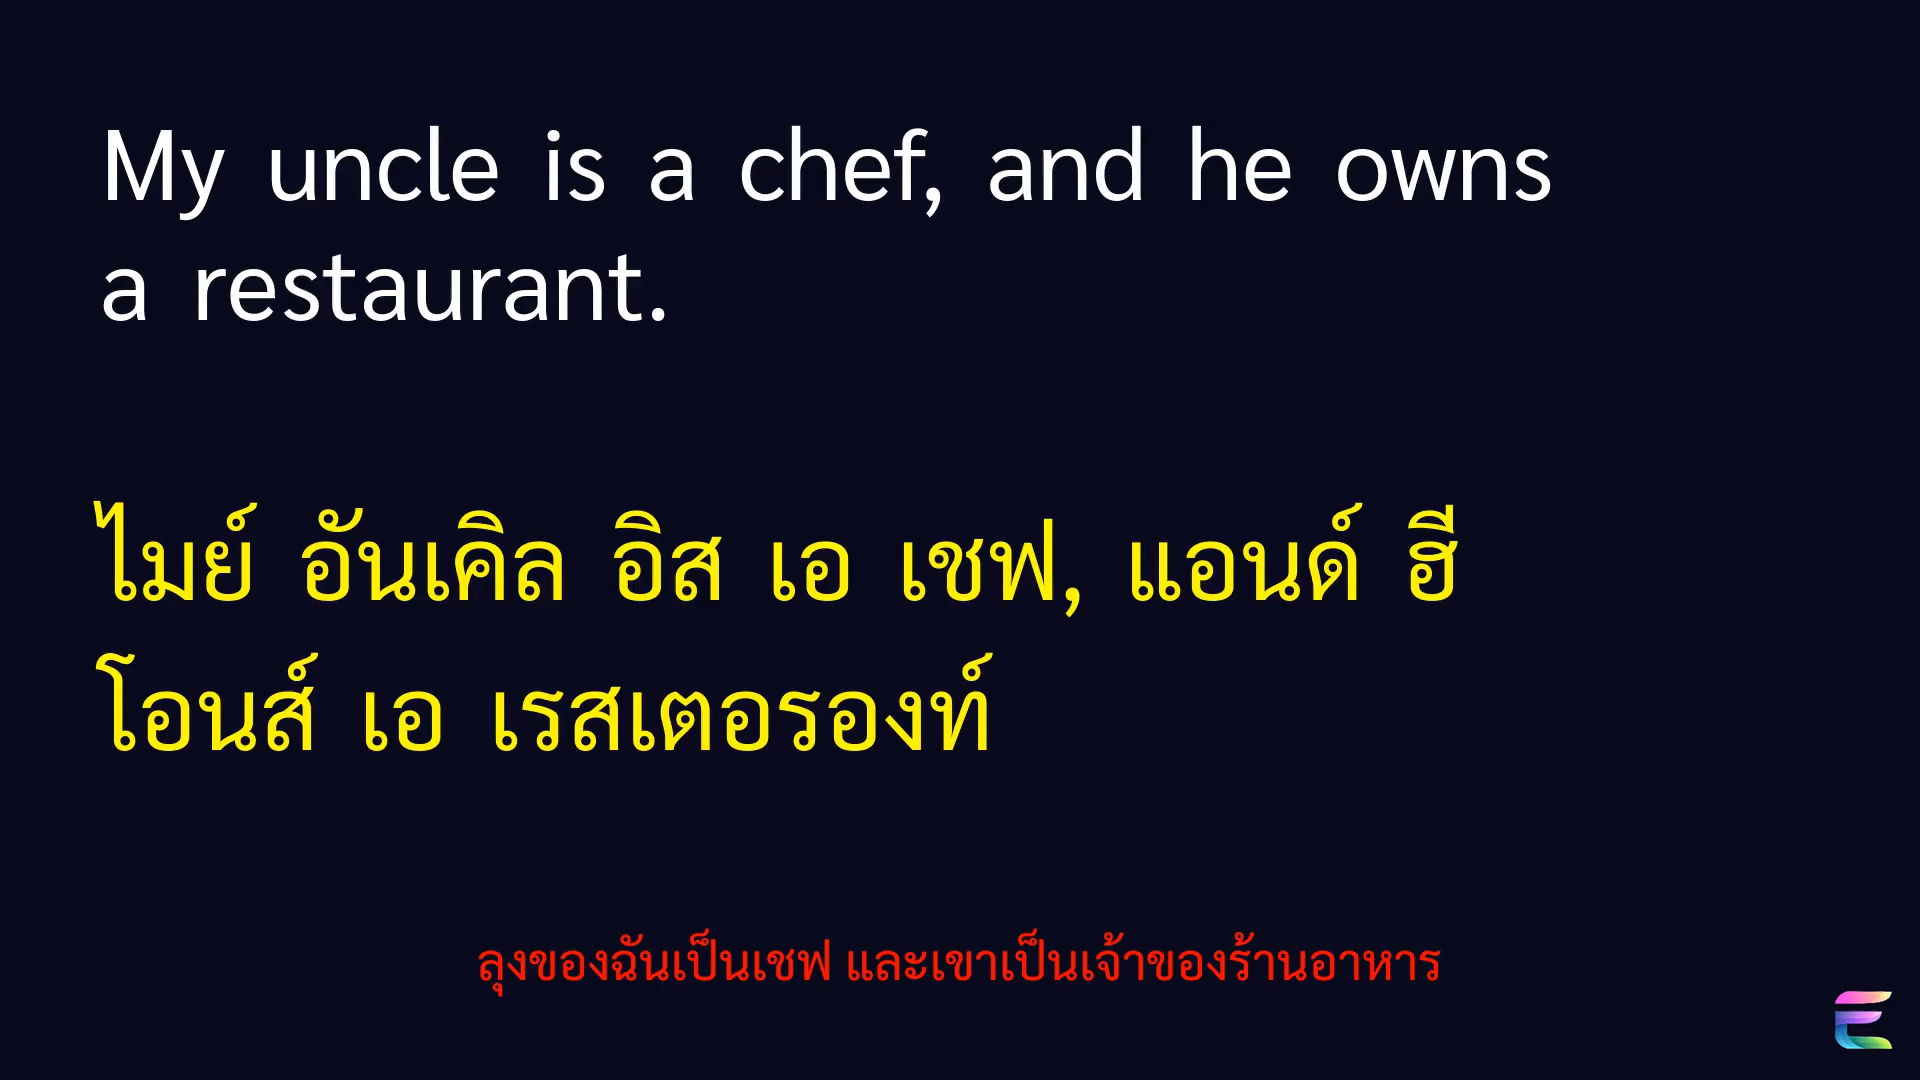 My uncle is a chef, and he owns
a restaurant.
ไมย์ อันเคิล อิส เอ เชฟ, แอนด์ ฮี
โอนส์ เอ เรสเตอรองท์
ลุงของฉันเป็นเชฟ และเขาเป็นเจ้าของร้านอาหาร